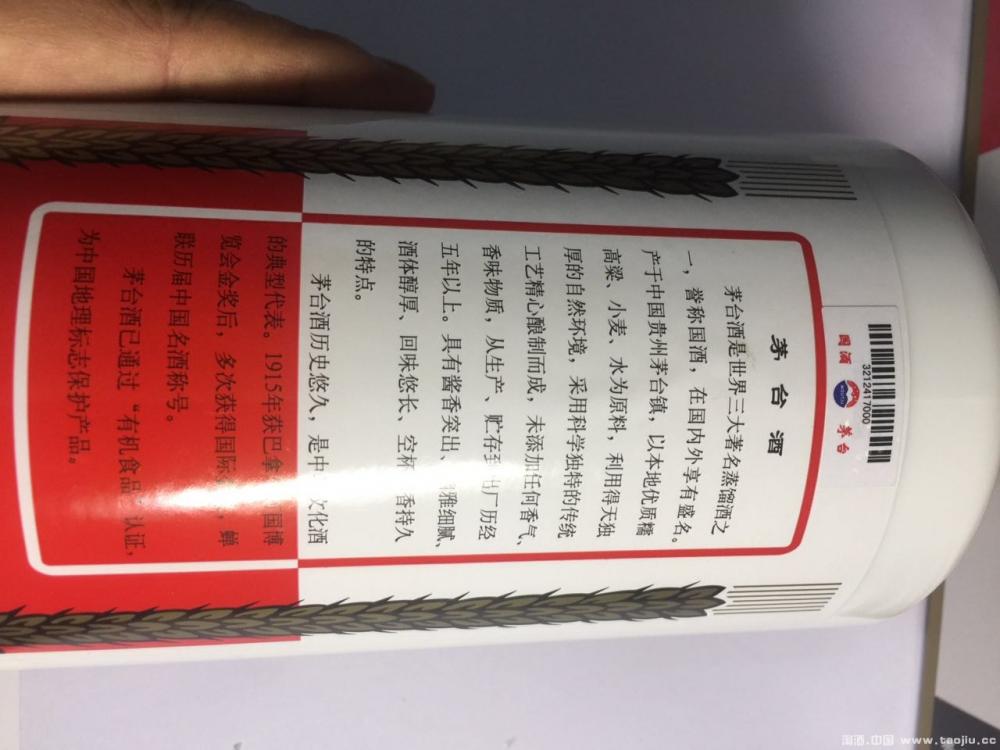 国酒 茅台
3212417000
茅台酒
茅台酒是世界三大著名蒸馏酒之
一，誉称国酒，在国内外享有盛名。
产于中国贵州茅台镇，以本地优质糯
高粱、小麦、水为原料，利用得天独
厚的自然环境，采用科学独特的传统
工艺精心酿制而成，未添加任何香气、
香味物质，从生产、贮存到出厂历经
五年以上。具有酱香突出、雅细腻、
酒体醇厚、回味悠长、空杯香持久
的特点。
茅台酒历史悠久，是中文化酒
的典型代表。1915年获巴拿国博
览会金奖后，多次获得国际，蝉
联历届中国名酒称号。
茅台酒已通过“有机食品”认证，
为中国地理标志保护产品。
淘酒.中国 www.taojiu.cc